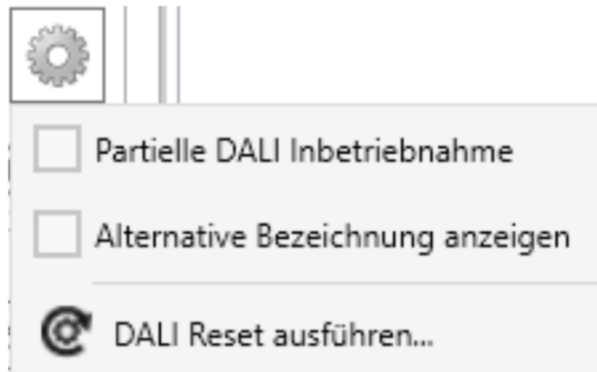 Partielle DALI Inbetriebnahme
Alternative Bezeichnung anzeigen
DALI Reset ausführen...